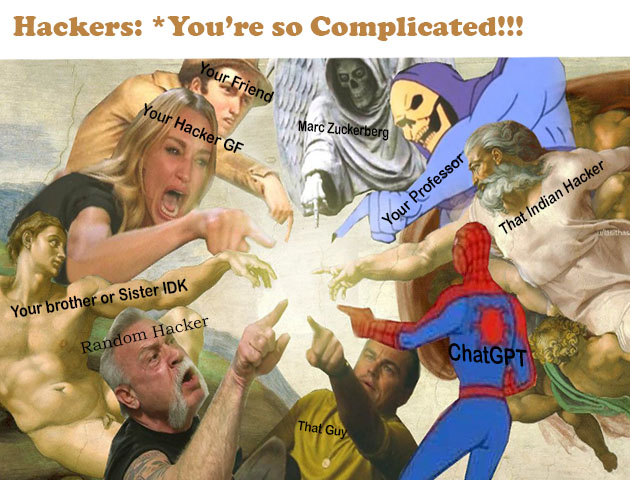 Hackers: *You're so Complicated!!!
Your Friend
Your Hacker GF
Marc Zuckerberg
Your Professor
That Indian Hacker
Your brother or Sister IDK
Random Hacker
ChatGPT
That Guy